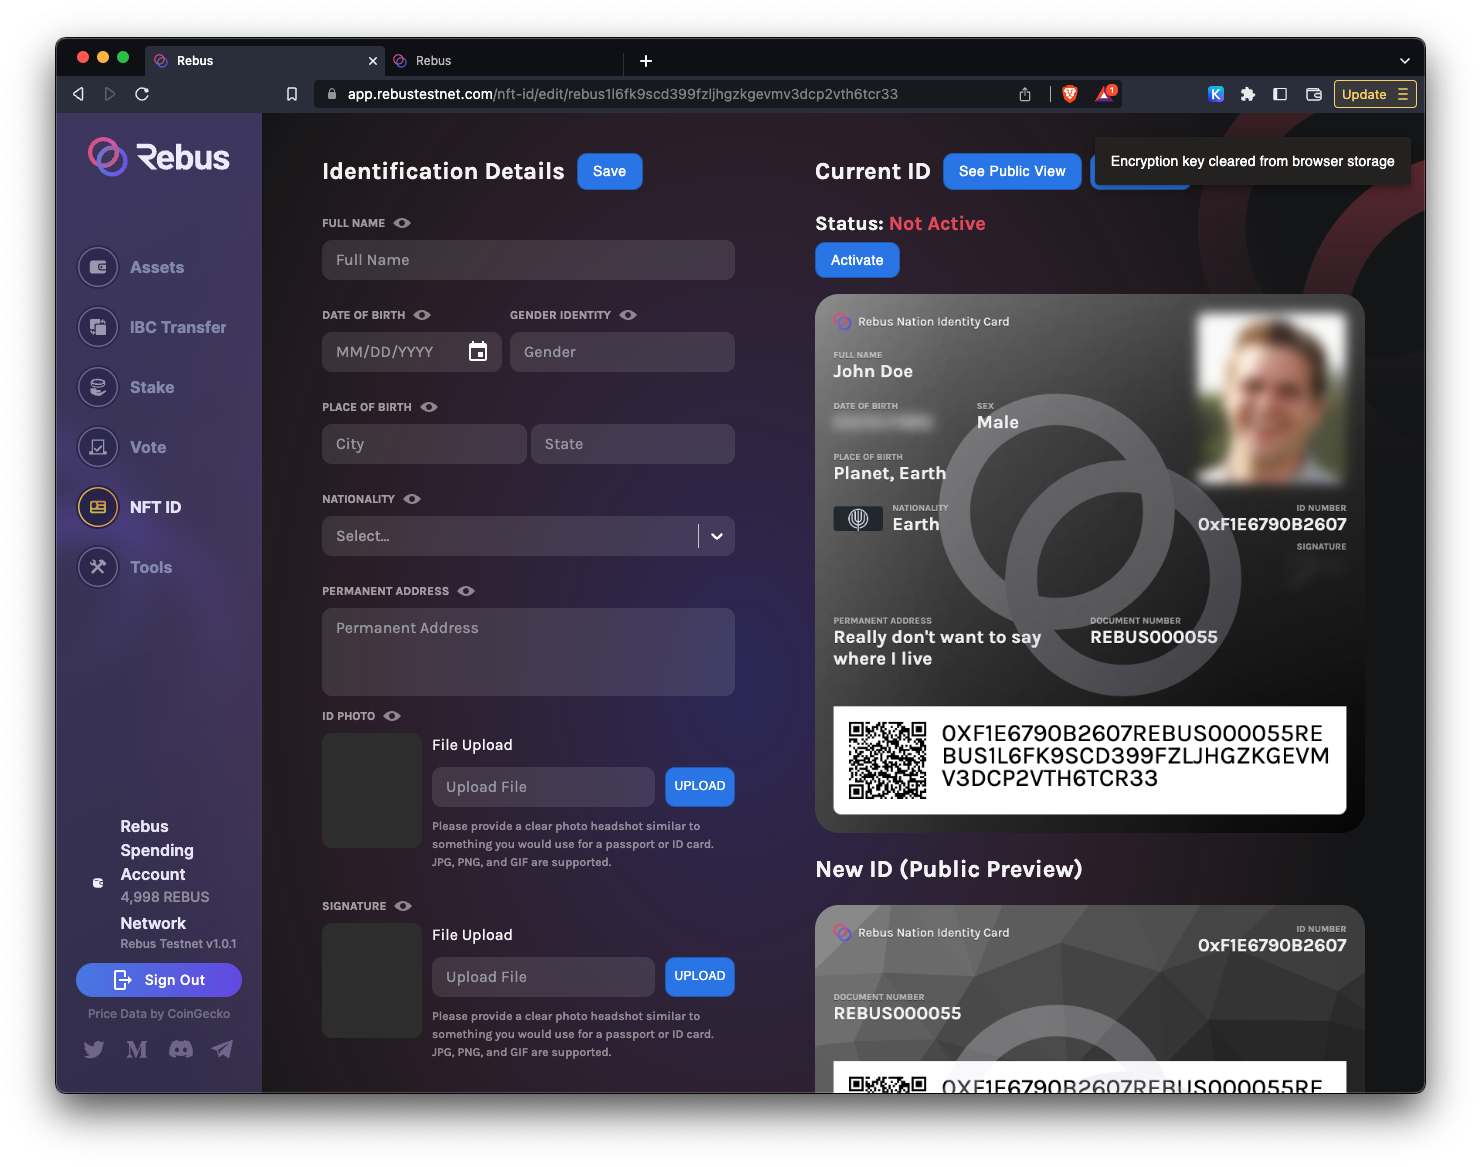 Rebus
Rebus
app.rebustestnet.com/nft-id/edit/rebus1l6fk9scd399fzljhgzkgevmv3dcp2vth6tcr33
1
K
Update
Rebus
Assets
IBC Transfer
Stake
Vote
NFT ID
Tools
Rebus
Spending
Account
4,998 REBUS
Network
Rebus Testnet v1.0.1
Sign Out
Price Data by CoinGecko
Identification Details
Save
FULL NAME
Full Name
DATE OF BIRTH
GENDER IDENTITY
MM/DD/YYYY
Gender
PLACE OF BIRTH
City
State
NATIONALITY
Select...
PERMANENT ADDRESS
Permanent Address
ID PHOTO
File Upload
Upload File
UPLOAD
Please provide a clear photo headshot similar to
something you would use for a passport or ID card.
JPG, PNG, and GIF are supported.
SIGNATURE
File Upload
Upload File
UPLOAD
Please provide a clear photo headshot similar to
something you would use for a passport or ID card.
JPG, PNG, and GIF are supported.
Current ID
See Public View
Encryption key cleared from browser storage
Status: Not Active
Activate
Rebus Nation Identity Card
FULL NAME
John Doe
DATE OF BIRTH
SEX
Male
PLACE OF BIRTH
Planet, Earth
NATIONALITY
Earth
ID NUMBER
0xF1E6790B2607
SIGNATURE
PERMANENT ADDRESS
Really don't want to say
where I live
DOCUMENT NUMBER
REBUS000055
0XF1E6790B2607REBUS000055RE
BUS1L6FK9SCD399FZLJHGZKGEVM
V3DCP2VTH6TCR33
New ID (Public Preview)
Rebus Nation Identity Card
ID NUMBER
0xF1E6790B2607
DOCUMENT NUMBER
REBUS000055
0XF1E6790B2607REBUS000055RE